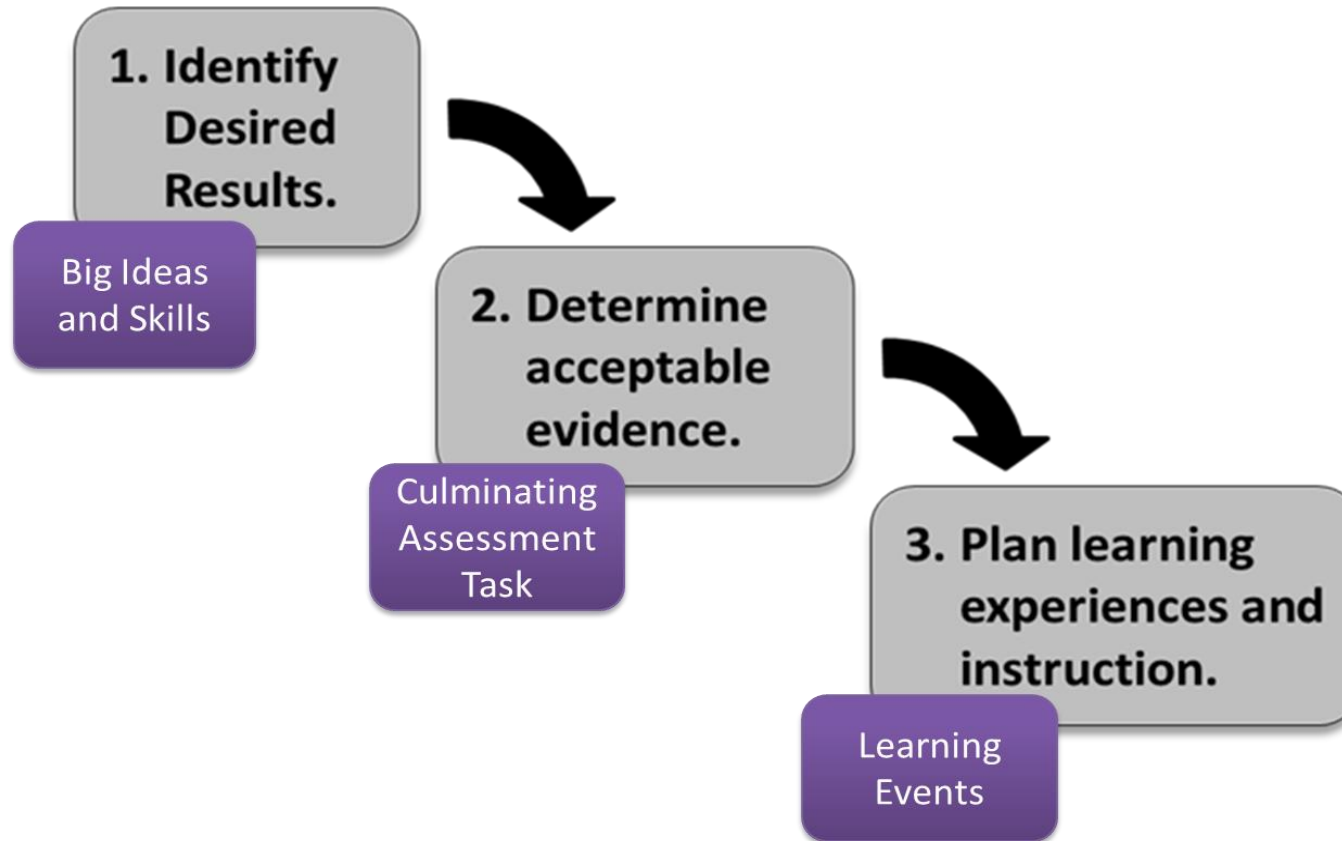 1. Identify
Desired
Results.
Big Ideas
and Skills
2. Determine
acceptable
evidence.
Culminating
Assessment
Task
3. Plan learning
experiences and
instruction.
Learning
Events